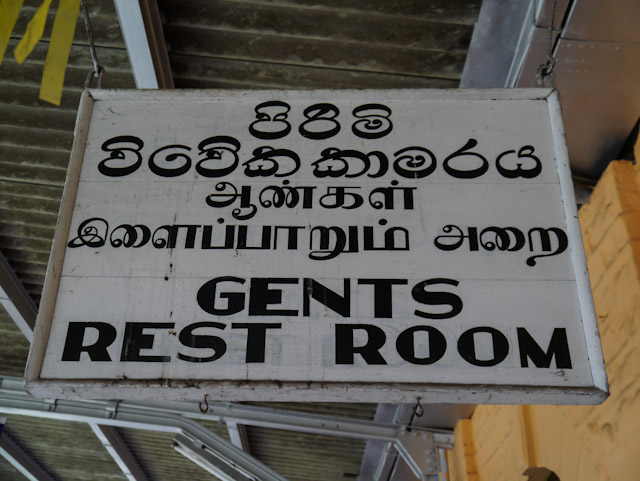 පිරිමි
විවේක කාමරය
ஆண்கள்
இளைப்பாறும் அறை
GENTS
REST ROOM